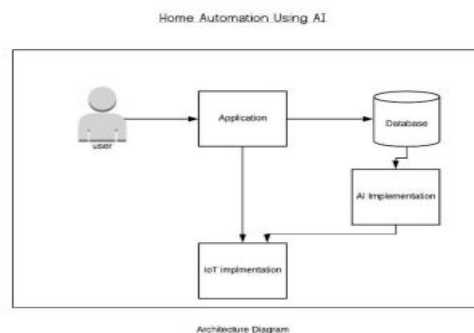 Home Automation Using AI
user
Application
Database
AI Implementation
IoT implmentation
Architecture Diagram